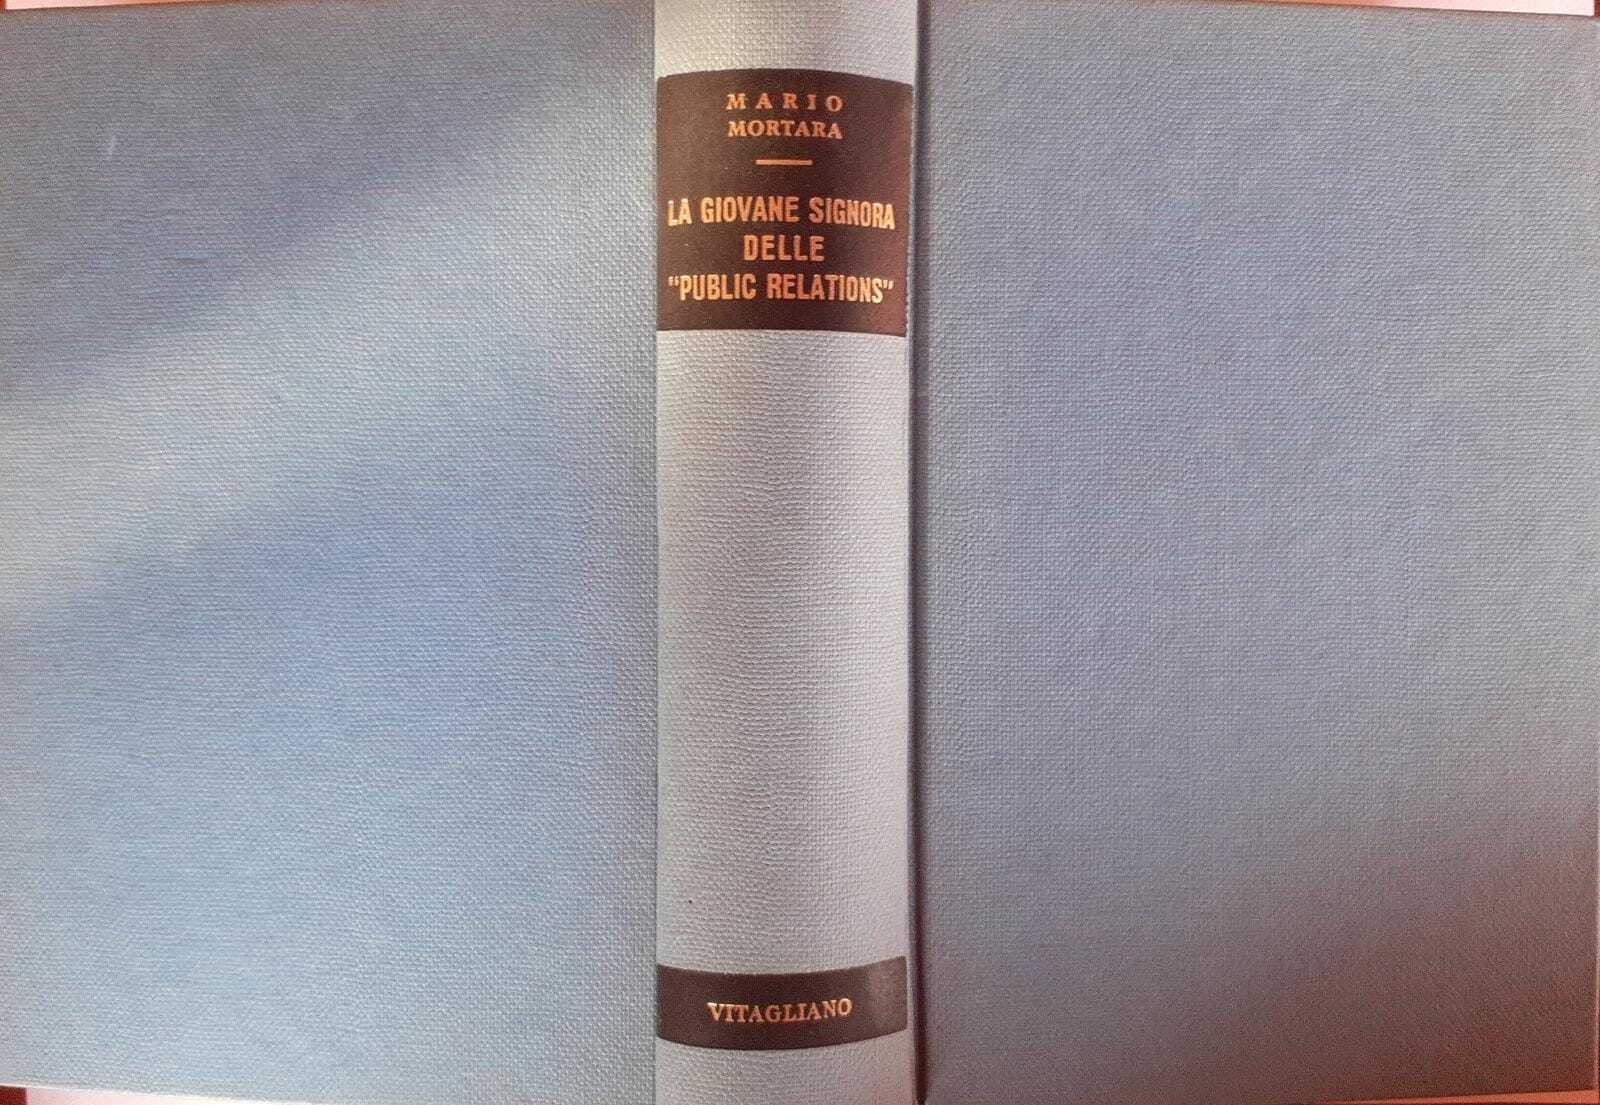 MARIO
MORTARA
LA GIOVANE SIGNORA
DELLE
"PUBLIC RELATIONS"
VITAGLIANO